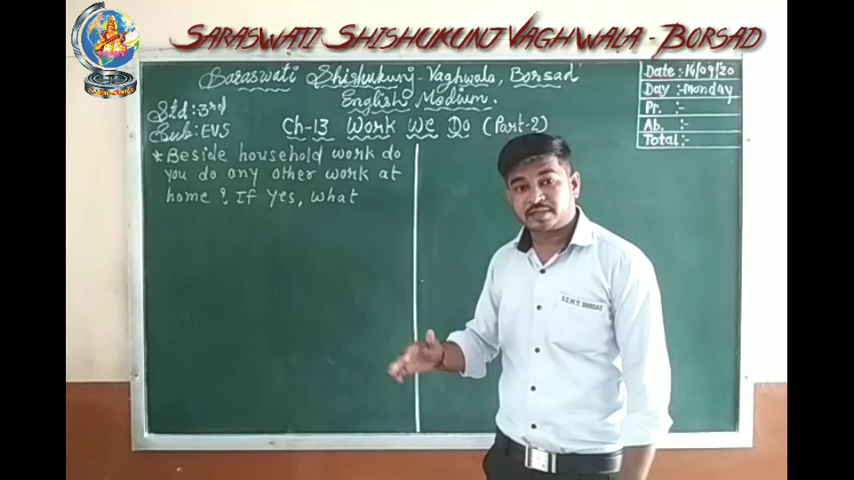 SARASWATI SHISHUKUNJ VAGHWALA - BORSAD
Saraswati Shishukunj-Vaghwala, Borsad
English Medium.
Date:-14/09/20
Day:-Monday
Pr. :-
Ab. :-
Total:-
Std:3rd
Sub:EVS
Ch-13 Work We Do (Part-2)
*Beside household work do
you do any other work at
home? If Yes, what
S.E.M.T. BORSAD